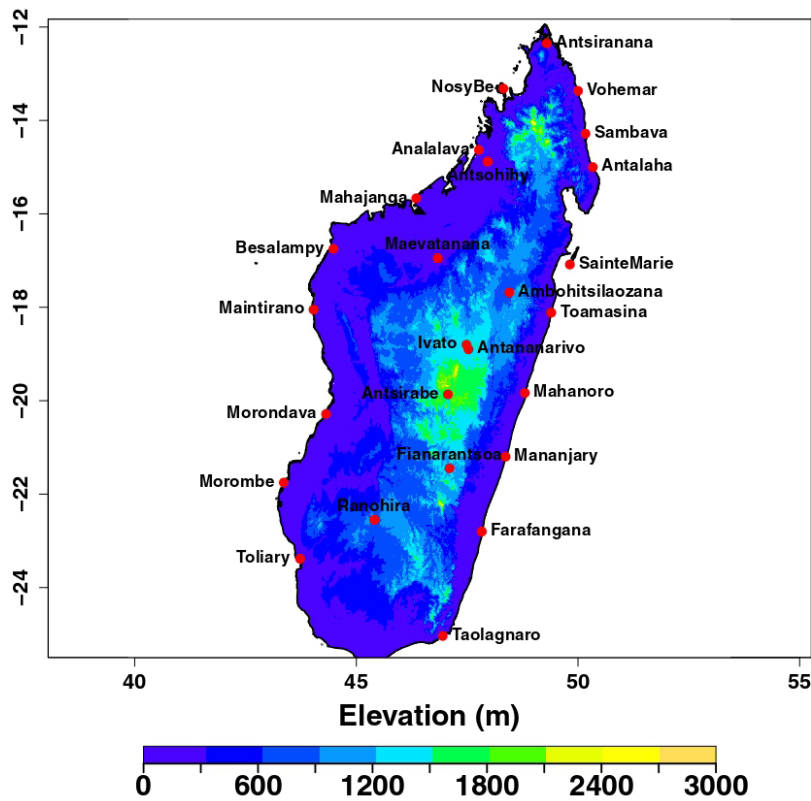 −12
−14
−16
−18
−20
−22
−24
Antsiranana
NosyBe
Vohemar
Sambava
Analalava
Antsohihy
Antalaha
Mahajanga
Besalampy
Maevatanana
SainteMarie
Ambohitsilaozana
Maintirano
Toamasina
Ivato
Antananarivo
Antsirabe
Mahanoro
Morondava
Fianarantsoa
Mananjary
Morombe
Ranohira
Farafangana
Toliary
Taolagnaro
40 45 50 55
Elevation (m)
0 600 1200 1800 2400 3000